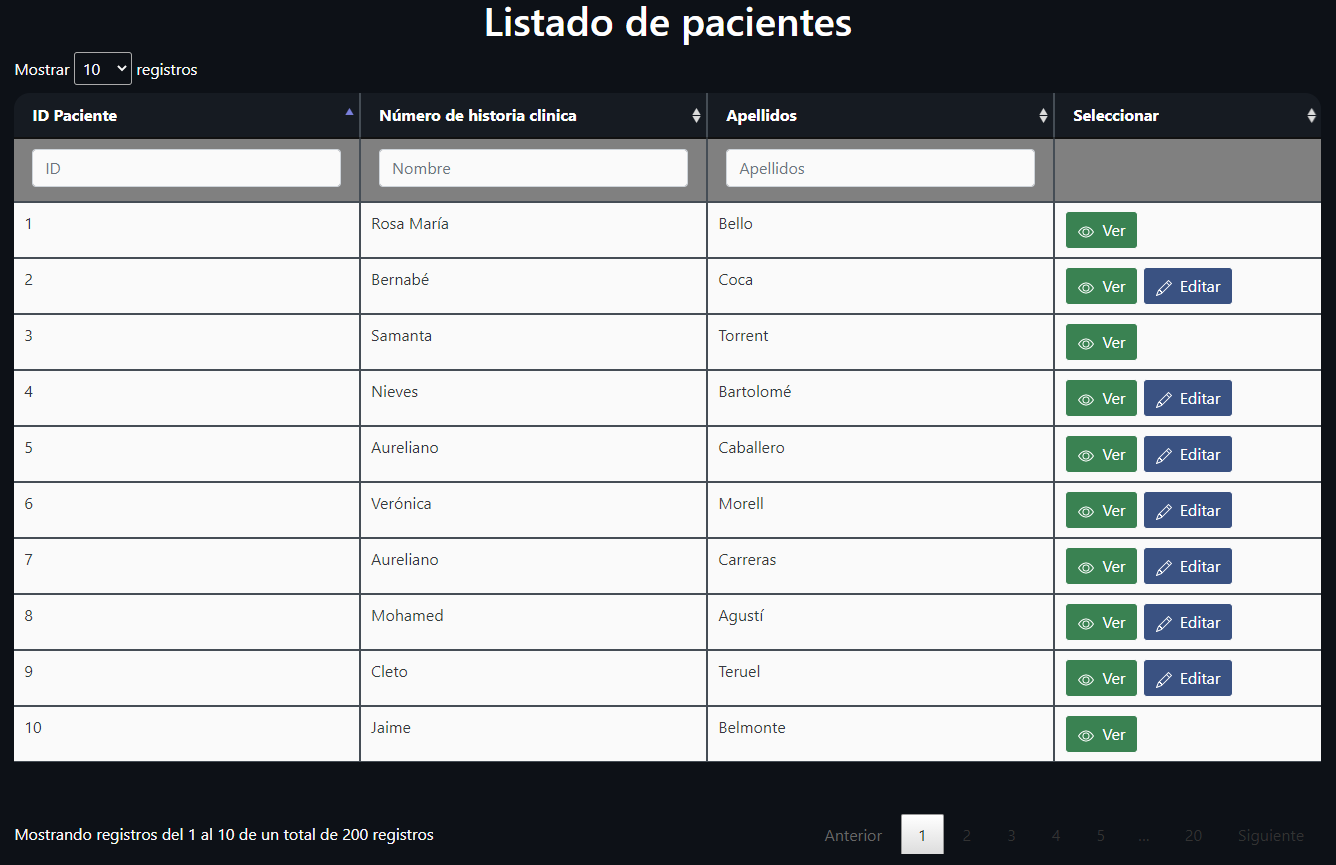 Listado de pacientes
Mostrar 10 registros
ID Paciente Número de historia clinica Apellidos Seleccionar
ID Nombre Apellidos
1 Rosa María Bello Ver
2 Bernabé Coca Ver Editar
3 Samanta Torrent Ver
4 Nieves Bartolomé Ver Editar
5 Aureliano Caballero Ver Editar
6 Verónica Morell Ver Editar
7 Aureliano Carreras Ver Editar
8 Mohamed Agustí Ver Editar
9 Cleto Teruel Ver Editar
10 Jaime Belmonte Ver
Mostrando registros del 1 al 10 de un total de 200 registros Anterior 1 2 3 4 5 ... 20 Siguiente